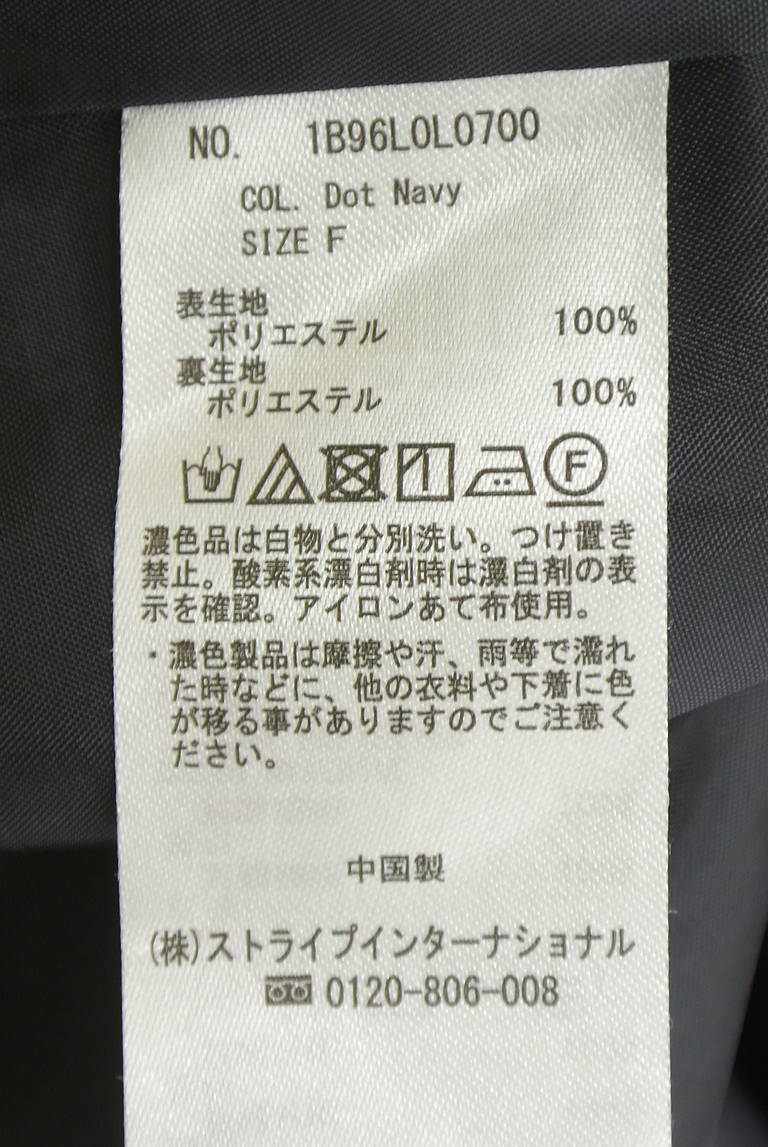 NO. 1B96L0L0700
COL. Dot Navy
SIZE F
表生地
ポリエステル 100%
裏生地
ポリエステル 100%
F
濃色品は白物と分別洗い。つけ置き
禁止。酸素系漂白剤時は漂白剤の表
示を確認。アイロンあて布使用。
・濃色製品は摩擦や汗、雨等で濡れ
た時などに、他の衣料や下着に色
が移る事がありますのでご注意く
ださい。
中国製
(株)ストライプインターナショナル
0120-806-008